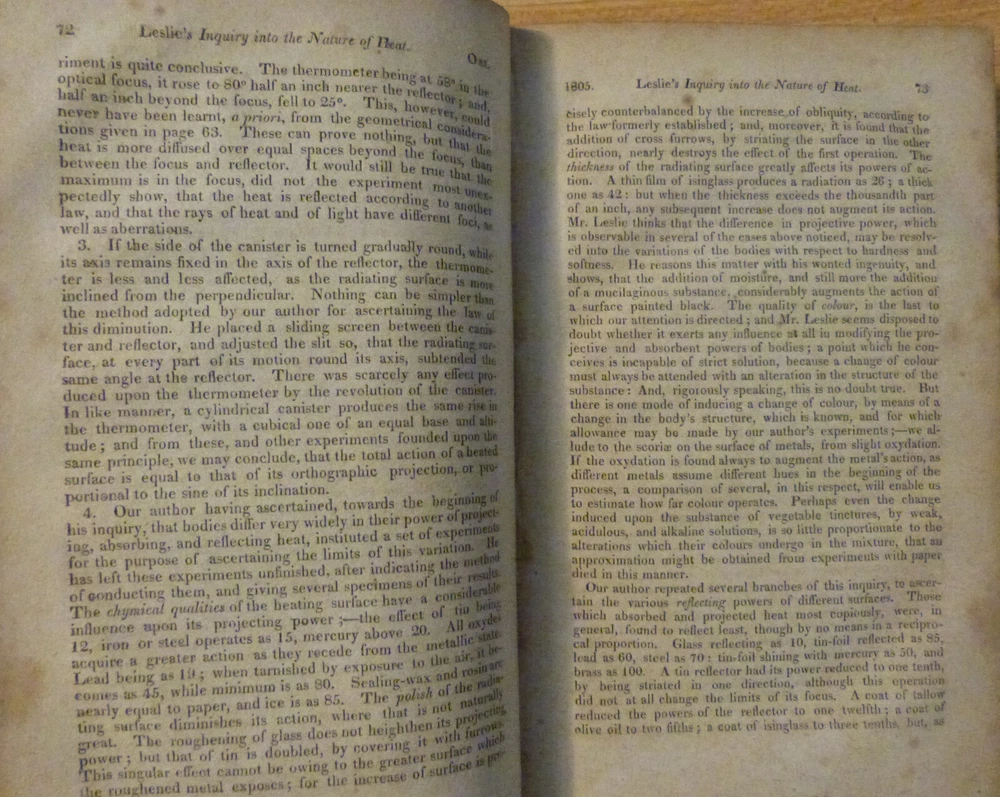 72 Leslie's Inquiry into the Nature of Heat. Oct.
riment is quite conclusive. The thermometer being at 58° in the
optical focus, it rose to 80° half an inch nearer the reflector; and,
half an inch beyond the focus, fell to 25°. This, however, could
never have been learnt, a priori, from the geometrical considera-
tions given in page 63. These can prove nothing, but that the
heat is more diffused over equal spaces beyond the focus, than
between the focus and reflector. It would still be true that the
maximum is in the focus, did not the experiment most unex-
pectedly show, that the heat is reflected according to another
law, and that the rays of heat and of light have different foci, as
well as aberrations.
3. If the side of the canister is turned gradually round, while
its axis remains fixed in the axis of the reflector, the thermome-
ter is less and less affected, as the radiating surface is more
inclined from the perpendicular. Nothing can be simpler than
the method adopted by our author for ascertaining the law of
this diminution. He placed a sliding screen between the canis-
ter and reflector, and adjusted the slit so, that the radiating sur-
face, at every part of its motion round its axis, subtended the
same angle at the reflector. There was scarcely any effect pro-
duced upon the thermometer by the revolution of the canister.
In like manner, a cylindrical canister produces the same rise in
the thermometer, with a cubical one of an equal base and alti-
tude; and from these, and other experiments founded upon the
same principle, we may conclude, that the total action of a heated
surface is equal to that of its orthographic projection, or pro-
portional to the sine of its inclination.
4. Our author having ascertained, towards the beginning of
his inquiry, that bodies differ very widely in their power of project-
ing, absorbing, and reflecting heat, instituted a set of experiments
for the purpose of ascertaining the limits of this variation. He
has left these experiments unfinished, after indicating the method
of conducting them, and giving several specimens of their results.
The chymical qualities of the heating surface have a considerable
influence upon its projecting power;—the effect of tin being
12, iron or steel operates as 15, mercury above 20. All oxydes
acquire a greater action as they recede from the metallic state.
Lead being as 19; when tarnished by exposure to the air, it be-
comes as 45, while minimum is as 80. Sealing-wax and rosin are
nearly equal to paper, and ice is as 85. The polish of the radia-
ting surface diminishes its action, where that is not naturally
great. The roughening of glass does not heighten its projecting
power; but that of tin is doubled, by covering it with furrows.
This singular effect cannot be owing to the greater surface which
the roughened metal exposes; for the increase of surface is pre-
1805. Leslie's Inquiry into the Nature of Heat. 73
cisely counterbalanced by the increase of obliquity, according to
the law formerly established; and, moreover, it is found that the
addition of cross furrows, by striating the surface in the other
direction, nearly destroys the effect of the first operation. The
thickness of the radiating surface greatly affects its powers of ac-
tion. A thin film of isinglass produces a radiation as 26; a thick
one as 42: but when the thickness exceeds the thousandth part
of an inch, any subsequent increase does not augment its action.
Mr. Leslie thinks that the difference in projective power, which
is observable in several of the cases above noticed, may be resolv-
ed into the variations of the bodies with respect to hardness and
softness. He reasons this matter with his wonted ingenuity, and
shows, that the addition of moisture, and still more the addition
of a mucilaginous substance, considerably augments the action of
a surface painted black. The quality of colour, is the last to
which our attention is directed; and Mr. Leslie seems disposed to
doubt whether it exerts any influence at all in modifying the pro-
jective and absorbent powers of bodies; a point which he con-
ceives is incapable of strict solution, because a change of colour
must always be attended with an alteration in the structure of the
substance: And, rigorously speaking, this is no doubt true. But
there is one mode of inducing a change of colour, by means of a
change in the body's structure, which is known, and for which
allowance may be made by our author's experiments;—we al-
lude to the scoriæ on the surface of metals, from slight oxydation.
If the oxydation is found always to augment the metal's action, as
different metals assume different hues in the beginning of the
process, a comparison of several, in this respect, will enable us
to estimate how far colour operates. Perhaps even the change
induced upon the substance of vegetable tinctures, by weak,
acidulous, and alkaline solutions, is so little proportionate to the
alterations which their colours undergo in the mixture, that an
approximation might be obtained from experiments with paper
died in this manner.
Our author repeated several branches of this inquiry, to ascer-
tain the various reflecting powers of different surfaces. Those
which absorbed and projected heat most copiously, were, in
general, found to reflect least, though by no means in a recipro-
cal proportion. Glass reflecting as 10, tin-foil reflected as 85,
lead as 60, steel as 70: tin-foil shining with mercury as 50, and
brass as 100. A tin reflector had its power reduced to one tenth,
by being striated in one direction, although this operation
did not at all change the limits of its focus. A coat of tallow
reduced the powers of the reflector to one twelfth; a coat of
olive oil to two fifths; a coat of isinglass to three tenths, but, as